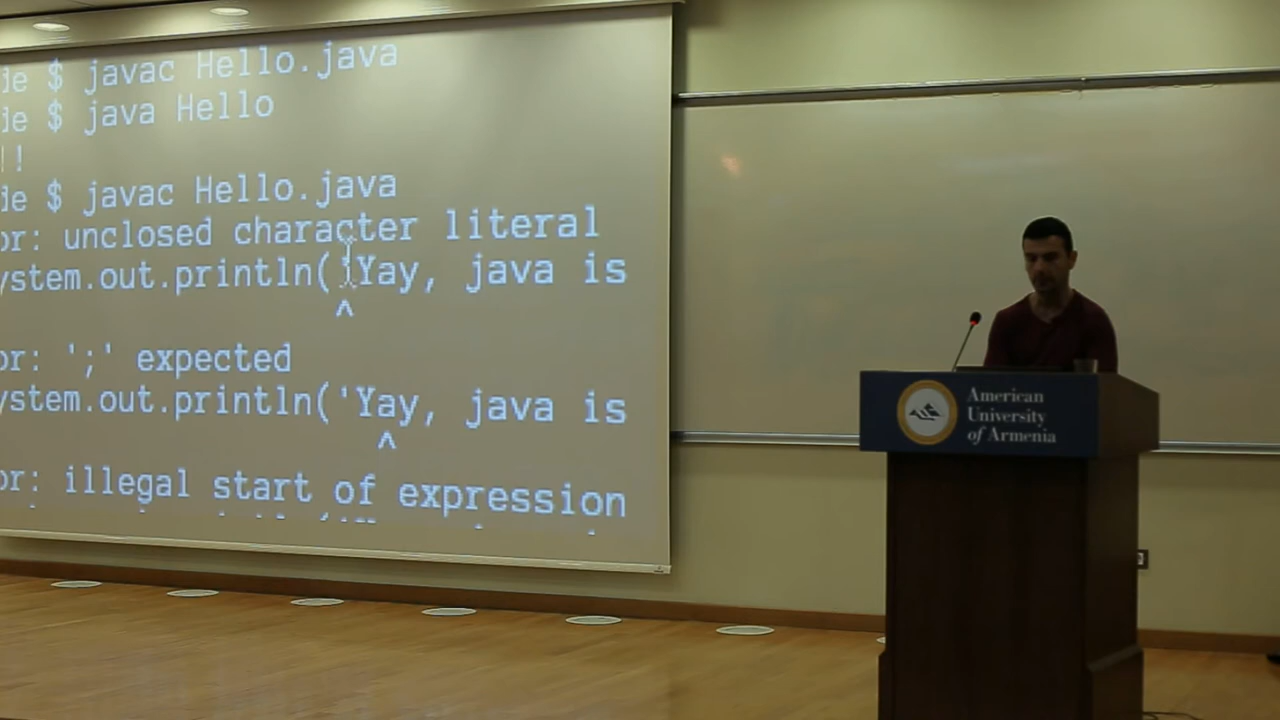 de $ javac Hello.java
de $ java Hello
!
de $ javac Hello.java
or: unclosed character literal
ystem.out.println('Yay, java is
^
or: ';' expected
ystem.out.println('Yay, java is
^
or: illegal start of expression
American
University
of Armenia